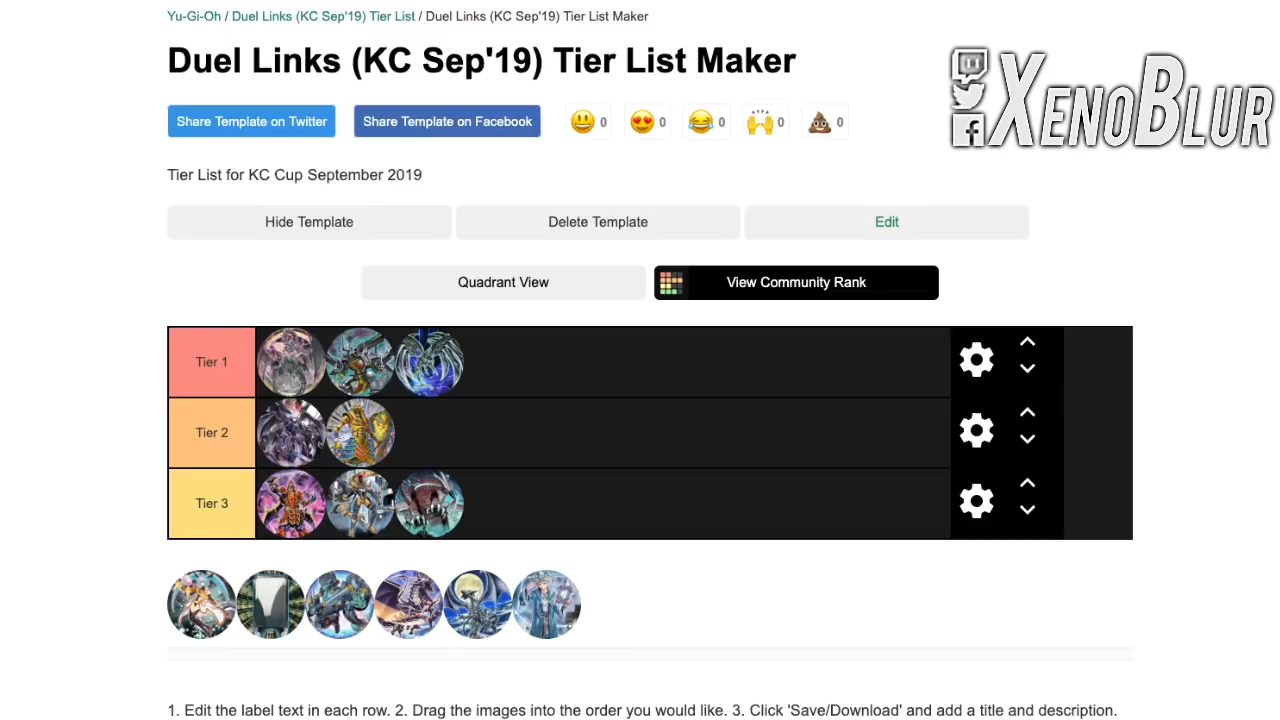 Yu-Gi-Oh / Duel Links (KC Sep'19) Tier List / Duel Links (KC Sep'19) Tier List Maker
Duel Links (KC Sep'19) Tier List Maker
XENOBLUR
Share Template on Twitter
Share Template on Facebook
0
0
0
0
0
Tier List for KC Cup September 2019
Hide Template
Delete Template
Edit
Quadrant View
View Community Rank
Tier 1
Tier 2
Tier 3
1. Edit the label text in each row. 2. Drag the images into the order you would like. 3. Click 'Save/Download' and add a title and description.